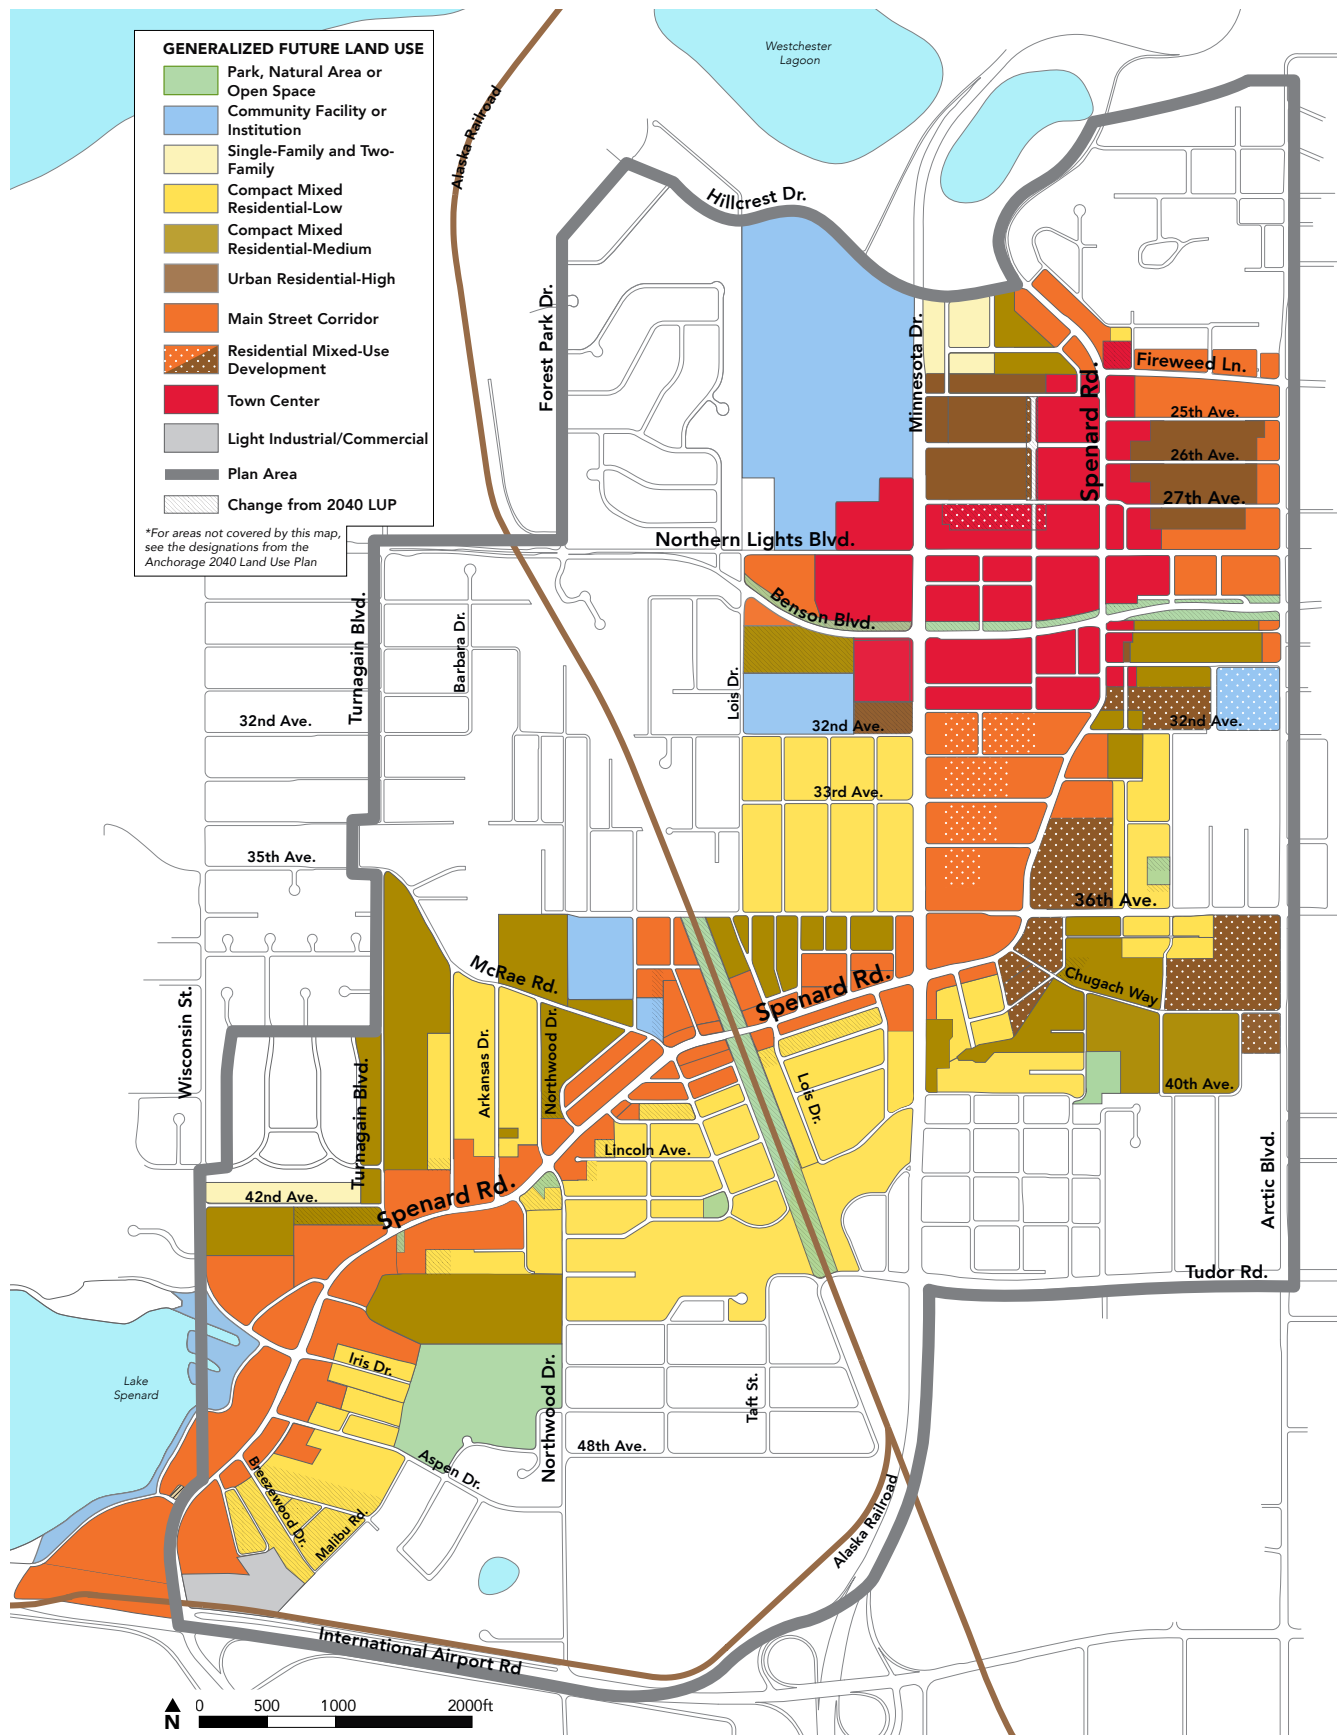 GENERALIZED FUTURE LAND USE
Park, Natural Area or
Open Space
Community Facility or
Institution
Single-Family and Two-
Family
Compact Mixed
Residential-Low
Compact Mixed
Residential-Medium
Urban Residential-High
Main Street Corridor
Residential Mixed-Use
Development
Town Center
Light Industrial/Commercial
Plan Area
Change from 2040 LUP
*For areas not covered by this map,
see the designations from the
Anchorage 2040 Land Use Plan
Westchester
Lagoon
Alaska Railroad
Hillcrest Dr.
Forest Park Dr.
Minnesota Dr.
Spenard Rd.
Fireweed Ln.
25th Ave.
26th Ave.
27th Ave.
Northern Lights Blvd.
Benson Blvd.
Turnagain Blvd.
Barbara Dr.
Lois Dr.
32nd Ave.
32nd Ave.
32nd Ave.
33rd Ave.
35th Ave.
36th Ave.
McRae Rd.
Spenard Rd.
Chugach Way
Wisconsin St.
Turnagain Blvd.
Arkansas Dr.
Northwood Dr.
Lois Dr.
40th Ave.
Lincoln Ave.
42nd Ave.
Spenard Rd.
Arctic Blvd.
Tudor Rd.
Iris Dr.
Lake
Spenard
Northwood Dr.
Taft St.
48th Ave.
Aspen Dr.
Breezewood Dr.
Malibu Rd.
Alaska Railroad
International Airport Rd
N
0 500 1000 2000ft